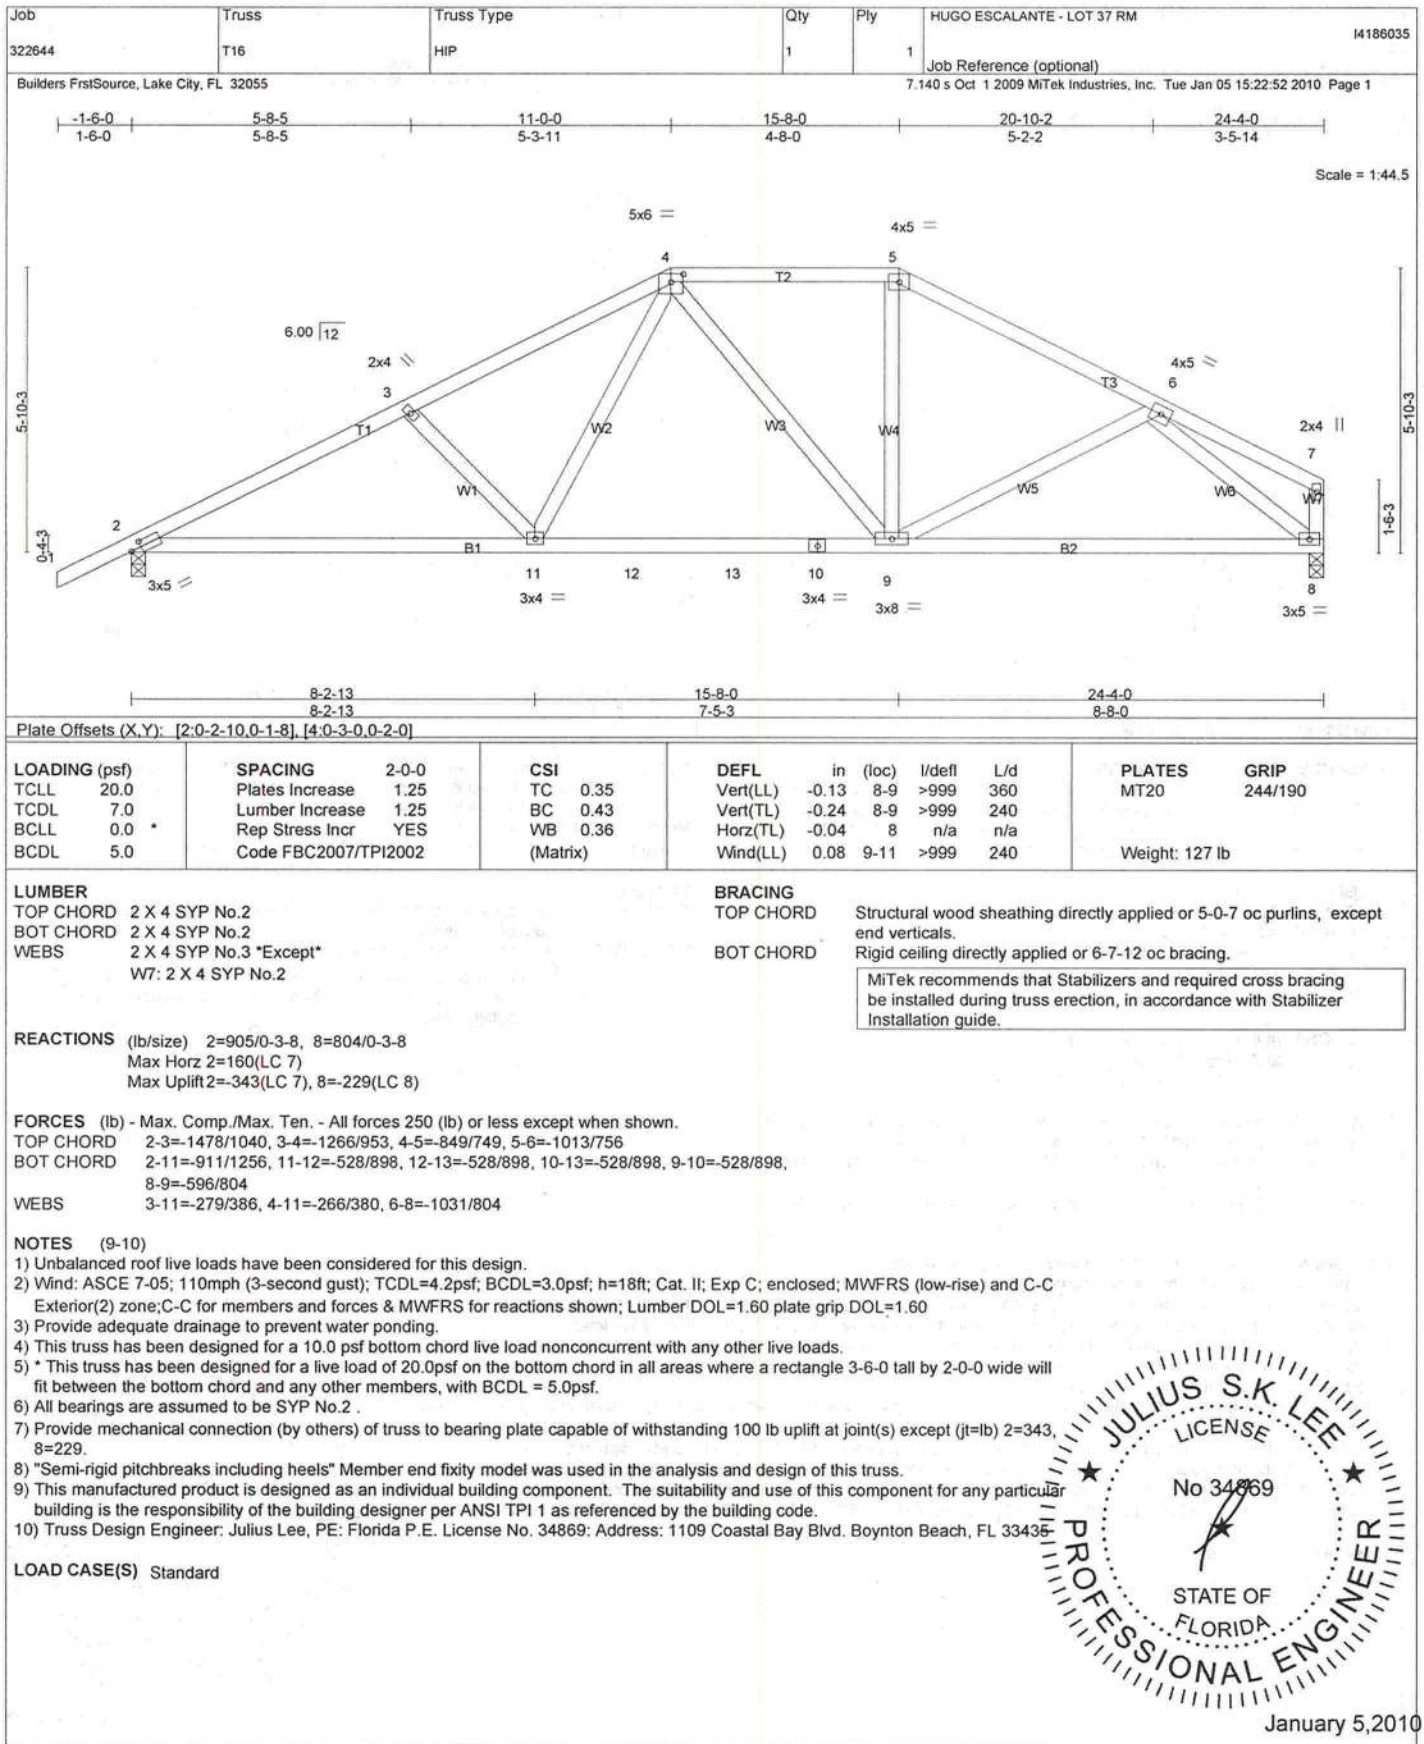 Job Truss Truss Type Qty Ply HUGO ESCALANTE - LOT 37 RM
I4186035
322644 T16 HIP 1 1
Job Reference (optional)
Builders FrstSource, Lake City, FL 32055 7.140 s Oct 1 2009 MiTek Industries, Inc. Tue Jan 05 15:22:52 2010 Page 1
-1-6-0 5-8-5 11-0-0 15-8-0 20-10-2 24-4-0
1-6-0 5-8-5 5-3-11 4-8-0 5-2-2 3-5-14
Scale = 1:44.5
5x6 =
4x5 =
4 5
T2
6.00 12
2x4 \\
4x5 =
3 T3 6
5-10-3 5-10-3
T1 W2 W3 W4 2x4 ||
7
W1 W5 W6 W7
1-6-3
2
0-4-3
1 B1 B2
3x5 = 11 12 13 10 9 8
3x4 = 3x4 = 3x8 = 3x5 =
8-2-13 15-8-0 24-4-0
8-2-13 7-5-3 8-8-0
Plate Offsets (X,Y): [2:0-2-10,0-1-8], [4:0-3-0,0-2-0]
LOADING (psf) SPACING 2-0-0 CSI DEFL in (loc) l/defl L/d PLATES GRIP
TCLL 20.0 Plates Increase 1.25 TC 0.35 Vert(LL) -0.13 8-9 >999 360 MT20 244/190
TCDL 7.0 Lumber Increase 1.25 BC 0.43 Vert(TL) -0.24 8-9 >999 240
BCLL 0.0 * Rep Stress Incr YES WB 0.36 Horz(TL) -0.04 8 n/a n/a
BCDL 5.0 Code FBC2007/TPI2002 (Matrix) Wind(LL) 0.08 9-11 >999 240 Weight: 127 lb
LUMBER
TOP CHORD 2 X 4 SYP No.2
BOT CHORD 2 X 4 SYP No.2
WEBS 2 X 4 SYP No.3 *Except*
W7: 2 X 4 SYP No.2
BRACING
TOP CHORD Structural wood sheathing directly applied or 5-0-7 oc purlins, except
end verticals.
BOT CHORD Rigid ceiling directly applied or 6-7-12 oc bracing.
MiTek recommends that Stabilizers and required cross bracing
be installed during truss erection, in accordance with Stabilizer
Installation guide.
REACTIONS (lb/size) 2=905/0-3-8, 8=804/0-3-8
Max Horz 2=160(LC 7)
Max Uplift 2=-343(LC 7), 8=-229(LC 8)
FORCES (lb) - Max. Comp./Max. Ten. - All forces 250 (lb) or less except when shown.
TOP CHORD 2-3=-1478/1040, 3-4=-1266/953, 4-5=-849/749, 5-6=-1013/756
BOT CHORD 2-11=-911/1256, 11-12=-528/898, 12-13=-528/898, 10-13=-528/898, 9-10=-528/898,
8-9=-596/804
WEBS 3-11=-279/386, 4-11=-266/380, 6-8=-1031/804
NOTES (9-10)
1) Unbalanced roof live loads have been considered for this design.
2) Wind: ASCE 7-05; 110mph (3-second gust); TCDL=4.2psf; BCDL=3.0psf; h=18ft; Cat. II; Exp C; enclosed; MWFRS (low-rise) and C-C
Exterior(2) zone;C-C for members and forces & MWFRS for reactions shown; Lumber DOL=1.60 plate grip DOL=1.60
3) Provide adequate drainage to prevent water ponding.
4) This truss has been designed for a 10.0 psf bottom chord live load nonconcurrent with any other live loads.
5) * This truss has been designed for a live load of 20.0psf on the bottom chord in all areas where a rectangle 3-6-0 tall by 2-0-0 wide will
fit between the bottom chord and any other members, with BCDL = 5.0psf.
6) All bearings are assumed to be SYP No.2 .
7) Provide mechanical connection (by others) of truss to bearing plate capable of withstanding 100 lb uplift at joint(s) except (jt=lb) 2=343,
8=229.
8) "Semi-rigid pitchbreaks including heels" Member end fixity model was used in the analysis and design of this truss.
9) This manufactured product is designed as an individual building component. The suitability and use of this component for any particular
building is the responsibility of the building designer per ANSI TPI 1 as referenced by the building code.
10) Truss Design Engineer: Julius Lee, PE: Florida P.E. License No. 34869: Address: 1109 Coastal Bay Blvd. Boynton Beach, FL 33435
LOAD CASE(S) Standard
JULIUS S.K. LEE
LICENSE
No 34869
STATE OF
FLORIDA
PROFESSIONAL ENGINEER
January 5,2010